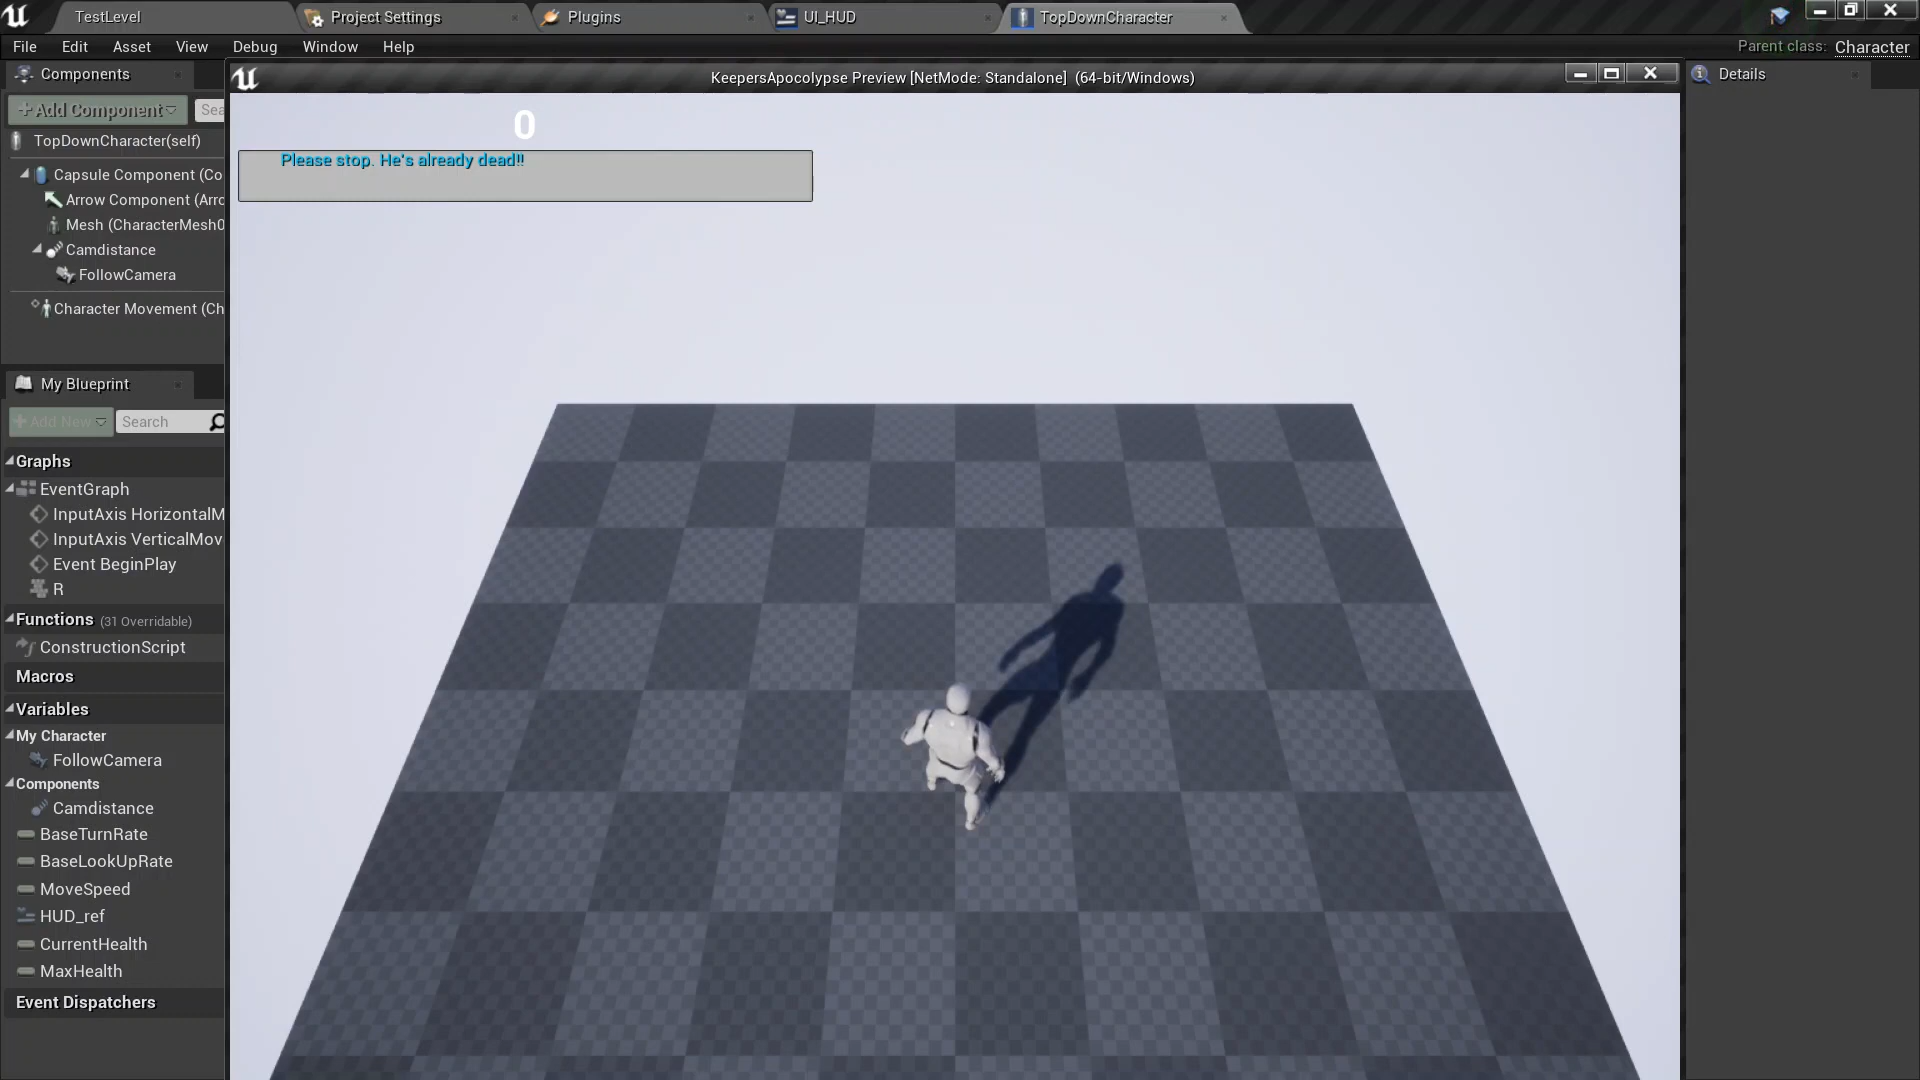 TestLevel
Project Settings
Plugins
UI_HUD
TopDownCharacter
File Edit Asset View Debug Window Help
Parent class: Character
Components
KeepersApocolypse Preview [NetMode: Standalone] (64-bit/Windows)
Details
+ Add Component
Sea
0
TopDownCharacter(self)
Please stop. He's already dead!!
Capsule Component (Co
Arrow Component (Arro
Mesh (CharacterMesh0
Camdistance
FollowCamera
Character Movement (Ch
My Blueprint
+ Add New
Search
Graphs
EventGraph
InputAxis HorizontalM
InputAxis VerticalMov
Event BeginPlay
R
Functions (31 Overridable)
ConstructionScript
Macros
Variables
My Character
FollowCamera
Components
Camdistance
BaseTurnRate
BaseLookUpRate
MoveSpeed
HUD_ref
CurrentHealth
MaxHealth
Event Dispatchers